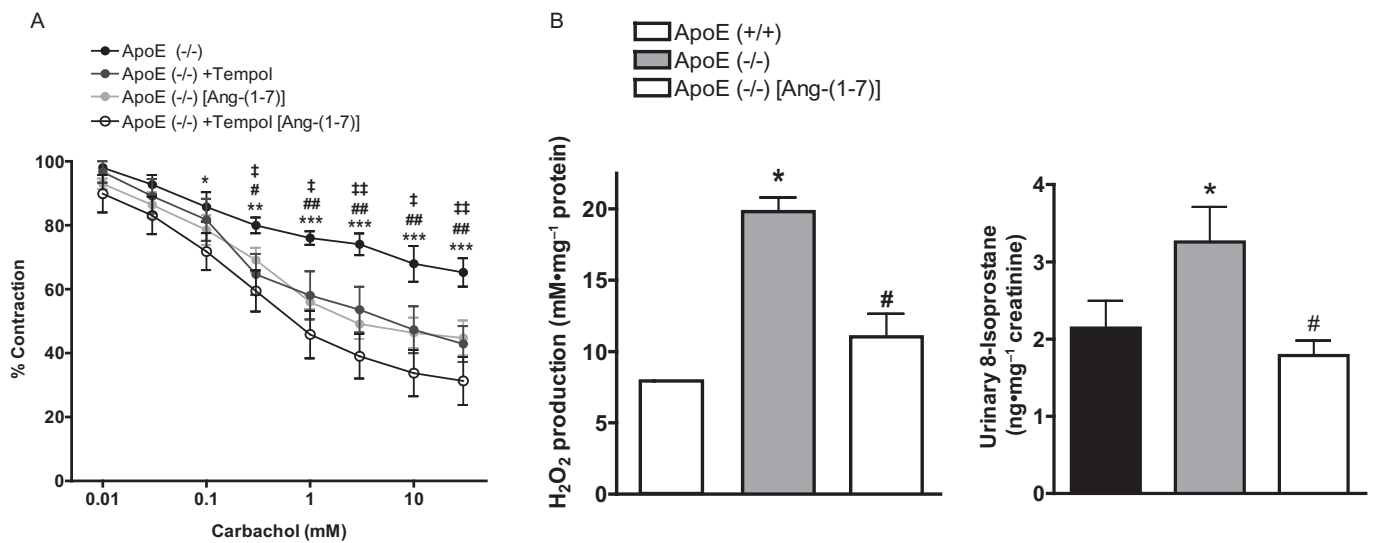 A
ApoE (-/-)
ApoE (-/-) +Tempol
ApoE (-/-) [Ang-(1-7)]
ApoE (-/-) +Tempol [Ang-(1-7)]
% Contraction
100
80
60
40
20
0
* ‡ # ** ‡ ## *** ‡‡ ## *** ‡ ## *** ‡‡ ## ***
0.01 0.1 1 10
Carbachol (mM)
B
ApoE (+/+)
ApoE (-/-)
ApoE (-/-) [Ang-(1-7)]
H₂O₂ production (mM•mg⁻¹ protein)
20
15
10
5
0
*
#
Urinary 8-Isoprostane
(ng•mg⁻¹ creatinine)
4
3
2
1
0
*
#